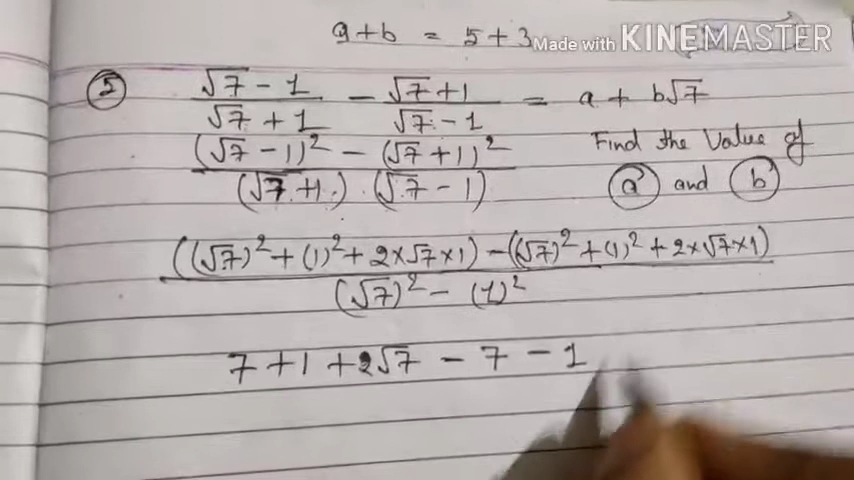 a + b = 5 + 3
Made with KINEMASTER
5 (√7 - 1)/(√7 + 1) - (√7 + 1)/(√7 - 1) = a + b√7
((√7 - 1)² - (√7 + 1)²)/((√7 + 1) · (√7 - 1)) Find the Value of
a and b
(((√7)² + (1)² + 2×√7×1) - ((√7)² + (1)² + 2×√7×1))/((√7)² - (1)²)
7 + 1 + 2√7 - 7 - 1